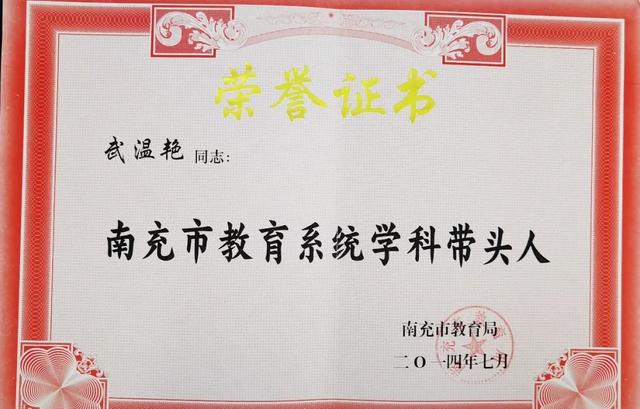 荣誉证书
武温艳 同志：
南充市教育系统学科带头人
南充市教育局
二〇一四年七月